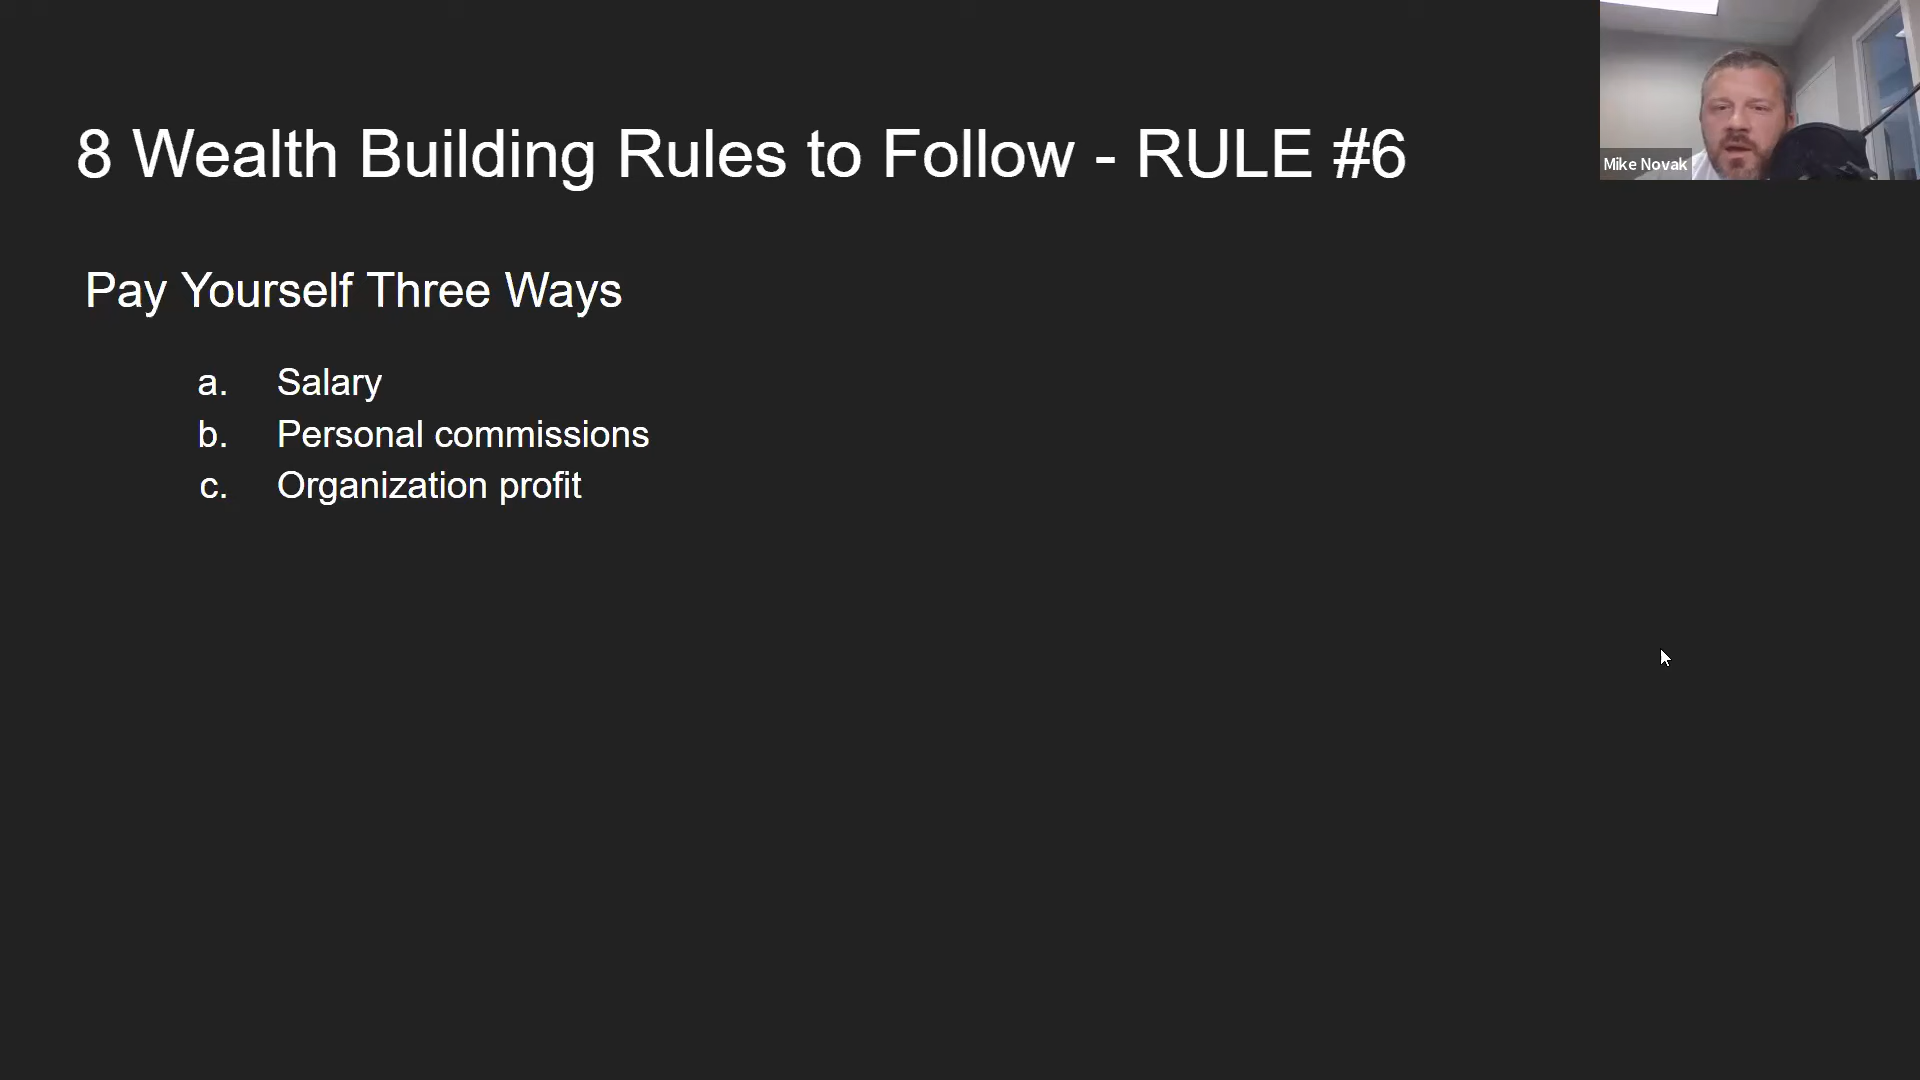 8 Wealth Building Rules to Follow - RULE #6
Mike Novak
Pay Yourself Three Ways
a. Salary
b. Personal commissions
c. Organization profit